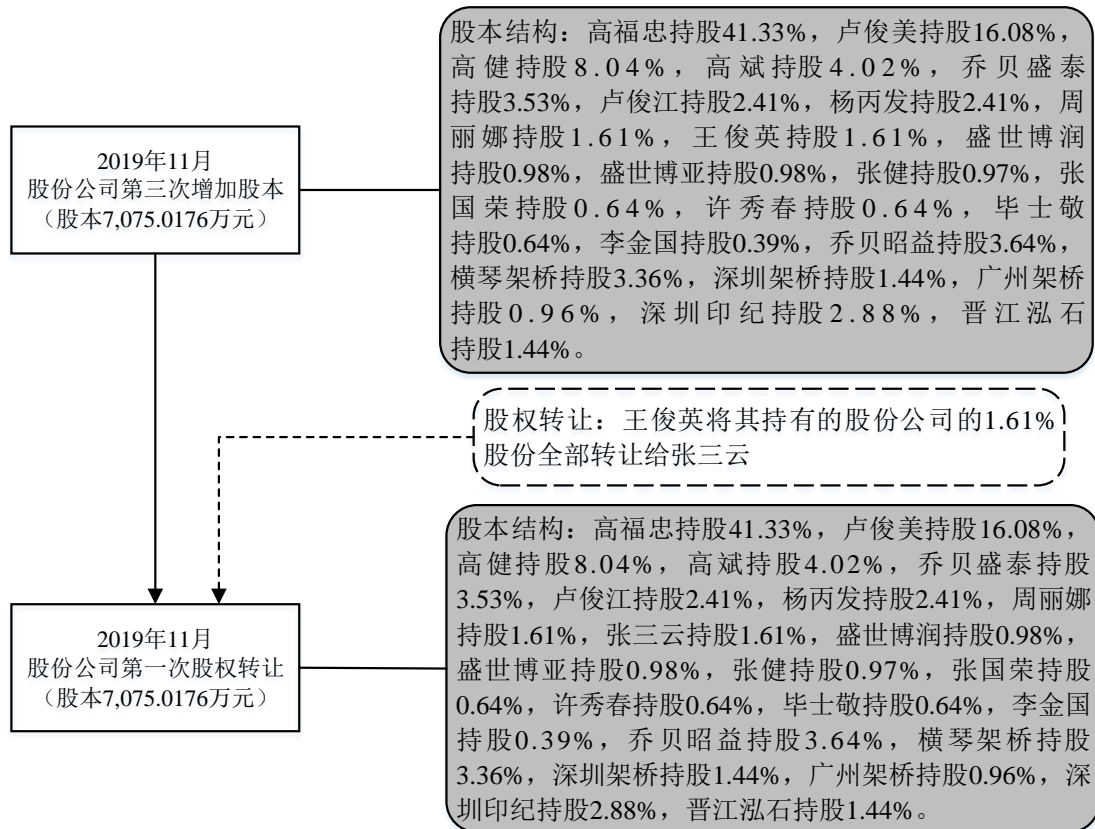 股本结构：高福忠持股41.33%，卢俊美持股16.08%，
高健持股8.04%，高斌持股4.02%，乔贝盛泰
持股3.53%，卢俊江持股2.41%，杨丙发持股2.41%，周
丽娜持股1.61%，王俊英持股1.61%，盛世博润
持股0.98%，盛世博亚持股0.98%，张健持股0.97%，张
国荣持股0.64%，许秀春持股0.64%，毕士敬
持股0.64%，李金国持股0.39%，乔贝昭益持股3.64%，
横琴架桥持股3.36%，深圳架桥持股1.44%，广州架桥
持股0.96%，深圳印纪持股2.88%，晋江泓石
持股1.44%。
2019年11月
股份公司第三次增加股本
（股本7,075.0176万元）
股权转让：王俊英将其持有的股份公司的1.61%
股份全部转让给张三云
股本结构：高福忠持股41.33%，卢俊美持股16.08%，
高健持股8.04%，高斌持股4.02%，乔贝盛泰持股
3.53%，卢俊江持股2.41%，杨丙发持股2.41%，周丽娜
持股1.61%，张三云持股1.61%，盛世博润持股0.98%，
盛世博亚持股0.98%，张健持股0.97%，张国荣持股
0.64%，许秀春持股0.64%，毕士敬持股0.64%，李金国
持股0.39%，乔贝昭益持股3.64%，横琴架桥持股
3.36%，深圳架桥持股1.44%，广州架桥持股0.96%，深
圳印纪持股2.88%，晋江泓石持股1.44%。
2019年11月
股份公司第一次股权转让
（股本7,075.0176万元）